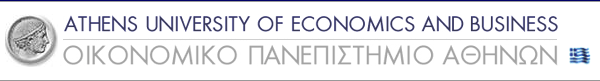 ATHENS UNIVERSITY OF ECONOMICS AND BUSINESS
ΟΙΚΟΝΟΜΙΚΟ ΠΑΝΕΠΙΣΤΗΜΙΟ ΑΘΗΝΩΝ